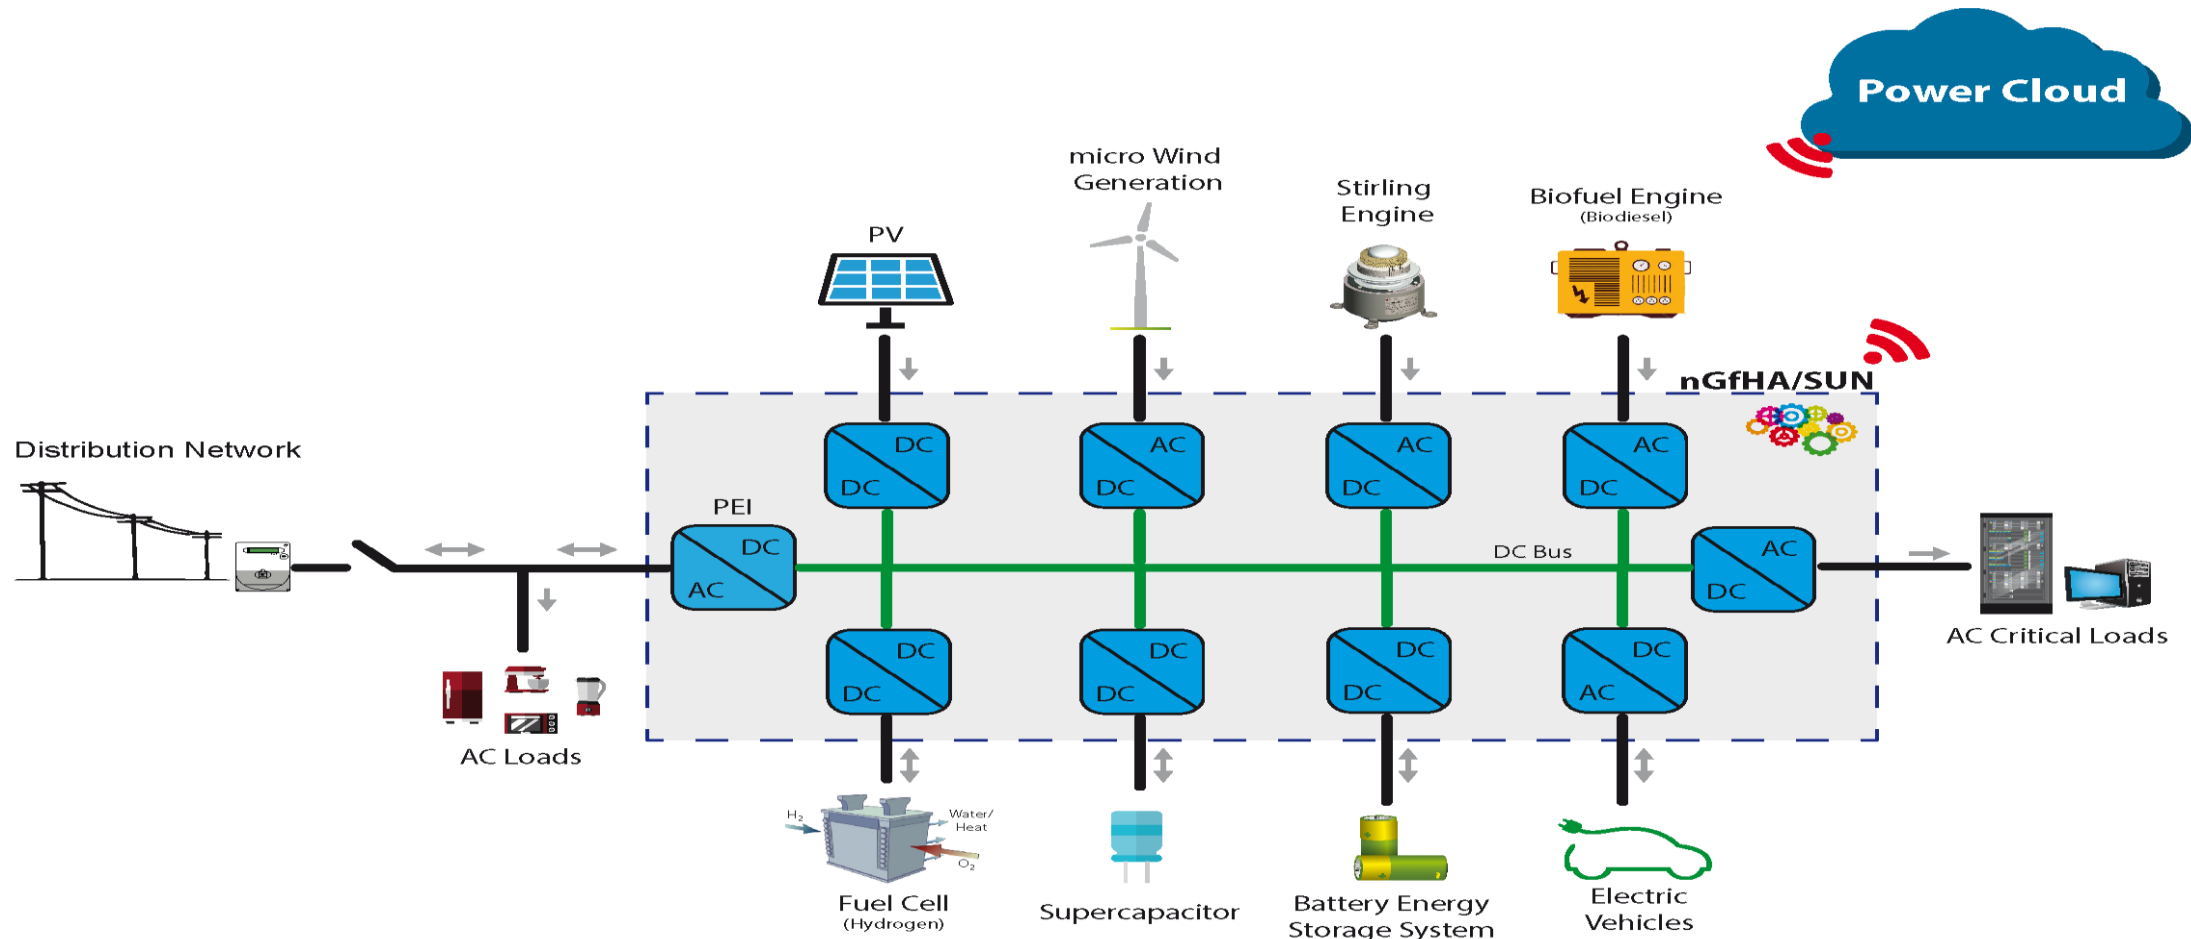 Power Cloud
micro Wind
Generation
Stirling
Engine
Biofuel Engine
(Biodiesel)
PV
nGfHA/SUN
Distribution Network
DC
DC
AC
DC
AC
DC
AC
DC
PEI
DC
AC
DC Bus
AC
DC
AC Critical Loads
DC
DC
DC
DC
DC
DC
DC
AC
AC Loads
H2
Water/
Heat
O2
Fuel Cell
(Hydrogen)
Supercapacitor
Battery Energy
Storage System
Electric
Vehicles